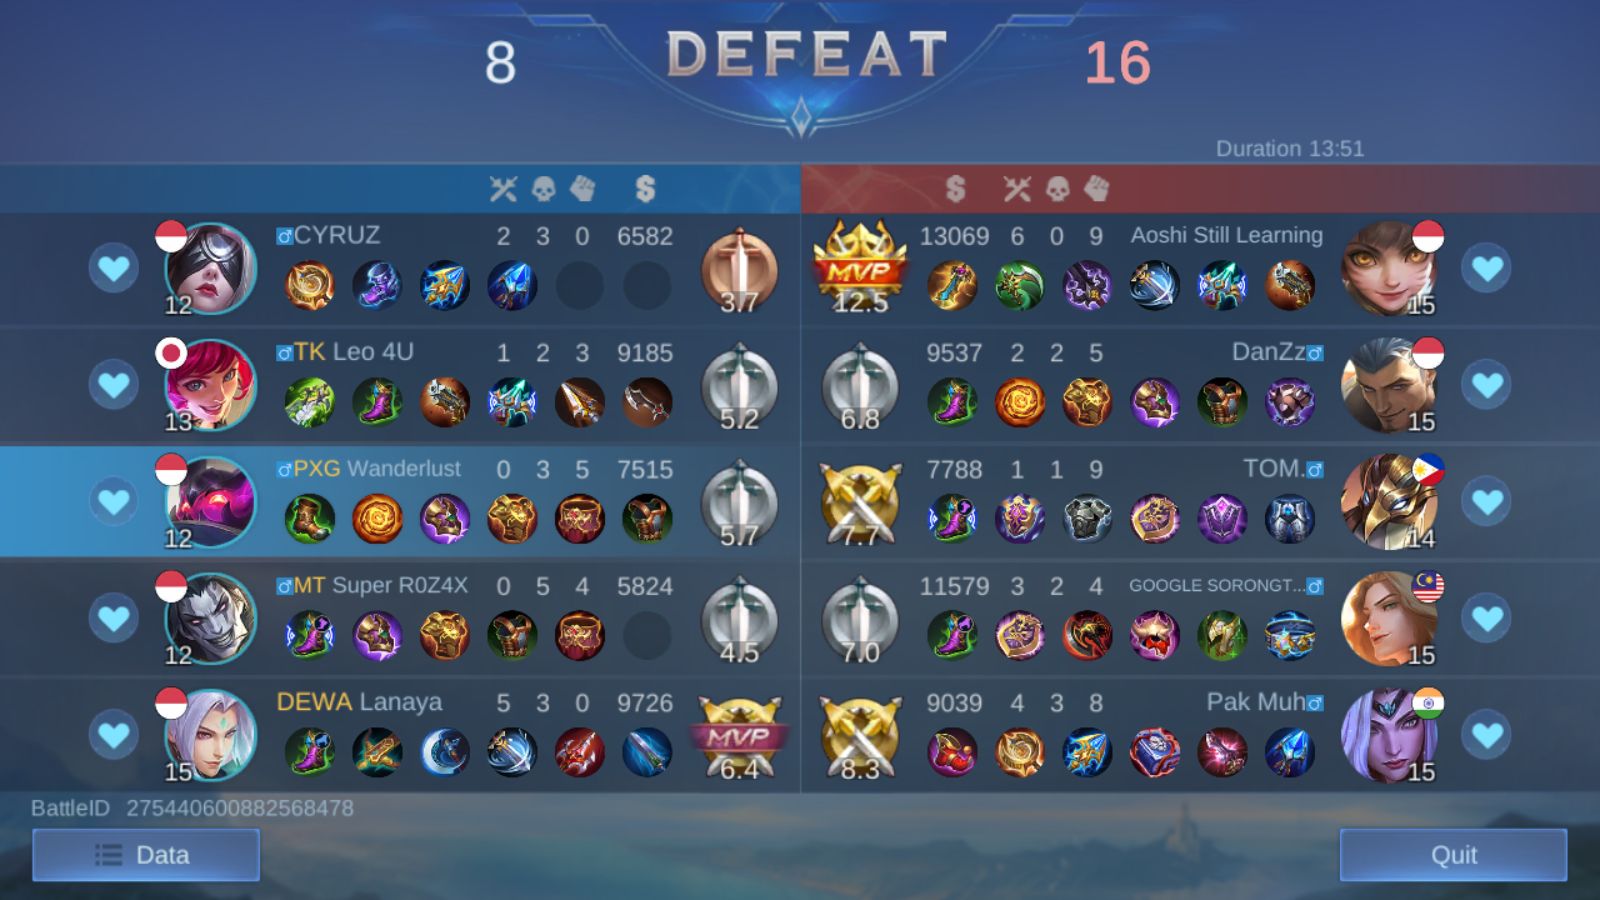 8 DEFEAT 16
Duration 13:51
CYRUZ 2 3 0 6582
12 3.7
MVP 13069 6 0 9 Aoshi Still Learning
12.5 15
TK Leo 4U 1 2 3 9185
13 5.2
9537 2 2 5 DanZz
6.8 15
PXG Wanderlust 0 3 5 7515
12 5.7
7788 1 1 9 TOM.
7.7 14
MT Super R0Z4X 0 5 4 5824
12 4.5
11579 3 2 4 GOOGLE SORONGT...
7.0 15
DEWA Lanaya 5 3 0 9726 MVP
15 6.4
9039 4 3 8 Pak Muh
8.3 15
BattleID 275440600882568478
Data
Quit